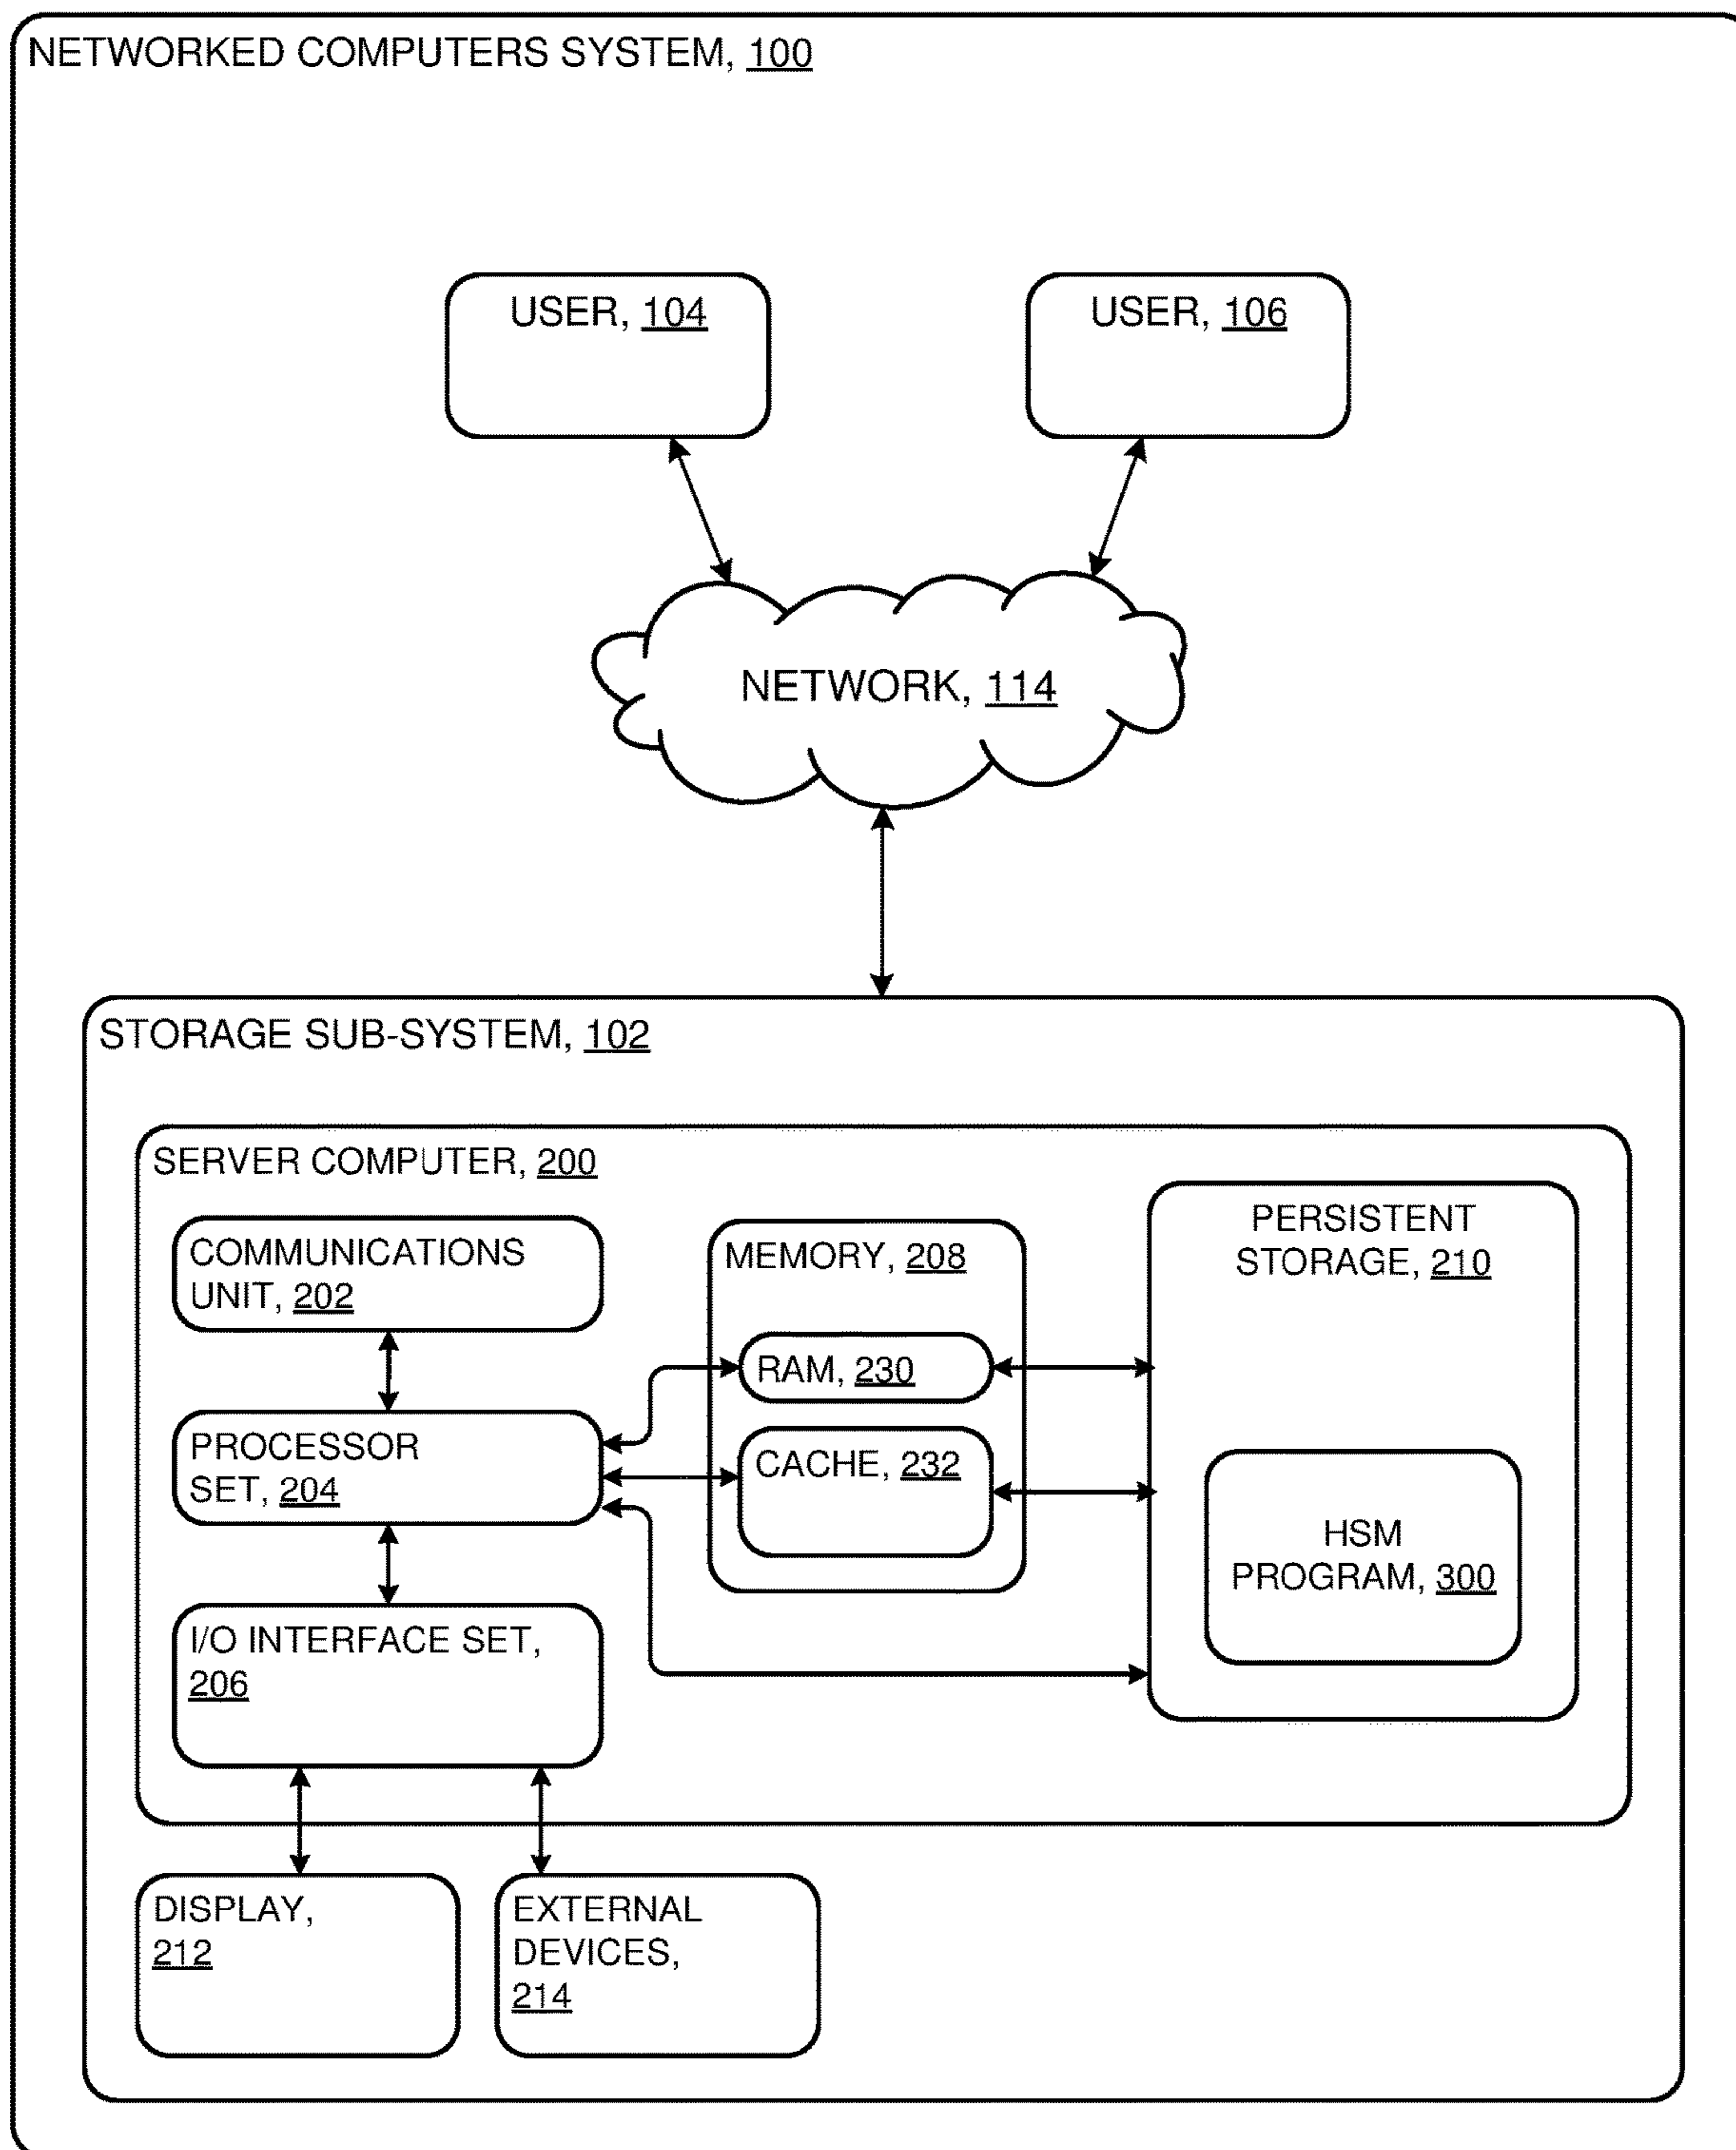 NETWORKED COMPUTERS SYSTEM, 100
USER, 104
USER, 106
NETWORK, 114
STORAGE SUB-SYSTEM, 102
SERVER COMPUTER, 200
COMMUNICATIONS
UNIT, 202
PROCESSOR
SET, 204
I/O INTERFACE SET,
206
MEMORY, 208
RAM, 230
CACHE, 232
PERSISTENT
STORAGE, 210
HSM
PROGRAM, 300
DISPLAY,
212
EXTERNAL
DEVICES,
214